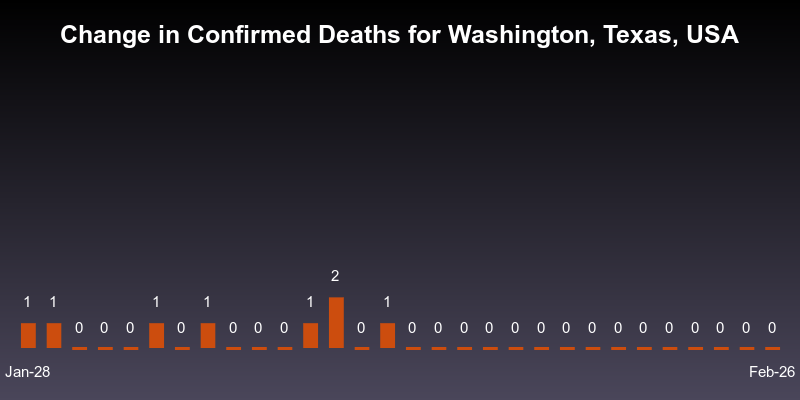 Change in Confirmed Deaths for Washington, Texas, USA
2
1 1 1 1 1 1
0 0 0 0 0 0 0 0 0 0 0 0 0 0 0 0 0 0 0 0 0 0 0
Jan-28 Feb-26